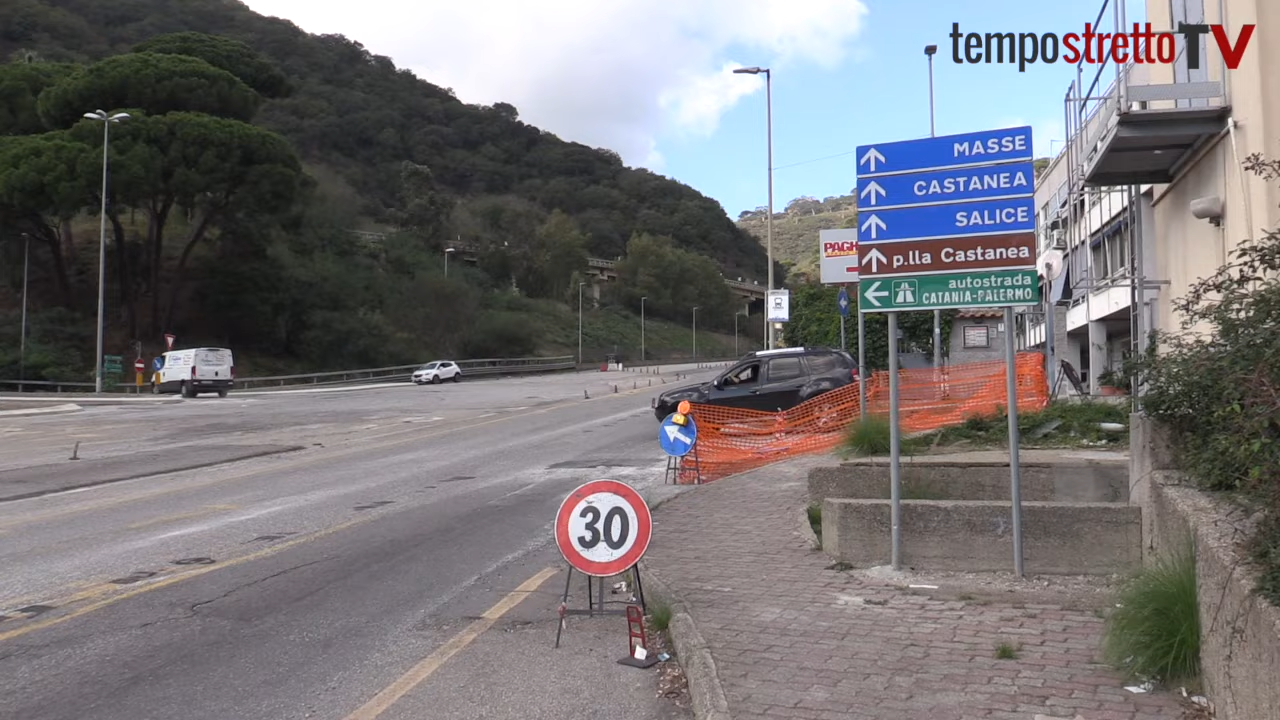 tempostrettoTV
MASSE
CASTANEA
SALICE
p.lla Castanea
autostrada
CATANIA-PALERMO
30